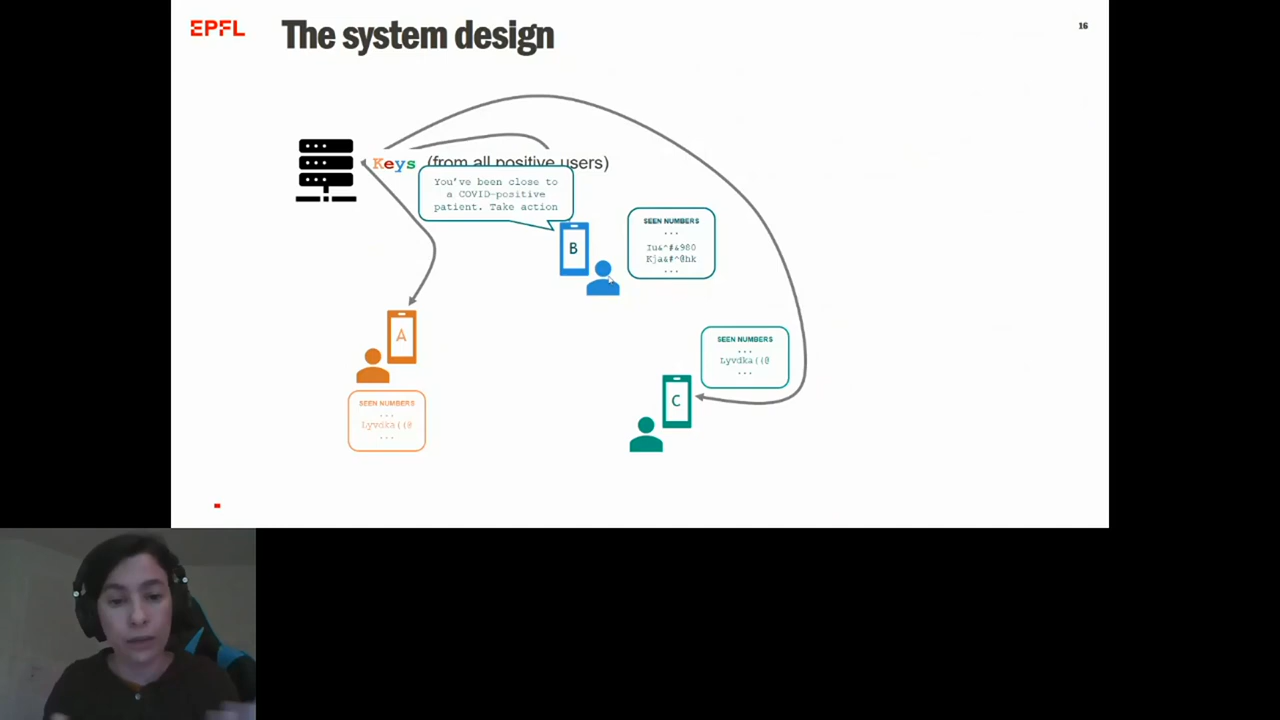 EPFL
The system design
16
Keys (from all positive users)
You've been close to
a COVID-positive
patient. Take action
B
SEEN NUMBERS
...
Iu&^#&980
Kja&#^@hk
...
A
SEEN NUMBERS
...
Lyvdka((@
...
C
SEEN NUMBERS
...
Lyvdka((@
...